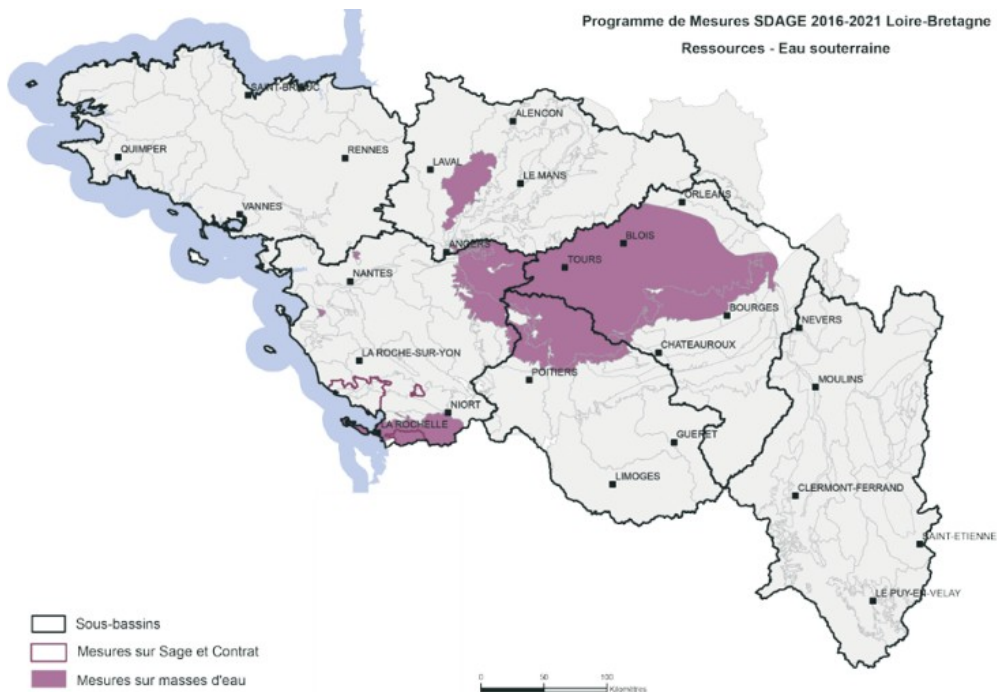 Programme de Mesures SDAGE 2016-2021 Loire-Bretagne
Ressources - Eau souterraine
SAINT-BRIEUC
ALENCON
QUIMPER
RENNES
LAVAL
LE MANS
ORLEANS
VANNES
ANGERS
BLOIS
NANTES
TOURS
BOURGES
NEVERS
LA ROCHE-SUR-YON
CHATEAUROUX
POITIERS
MOULINS
NIORT
LA ROCHELLE
GUERET
LIMOGES
CLERMONT-FERRAND
SAINT-ETIENNE
LE PUY-EN-VELAY
Sous-bassins
Mesures sur Sage et Contrat
Mesures sur masses d'eau
0 50 100
Kilomètres